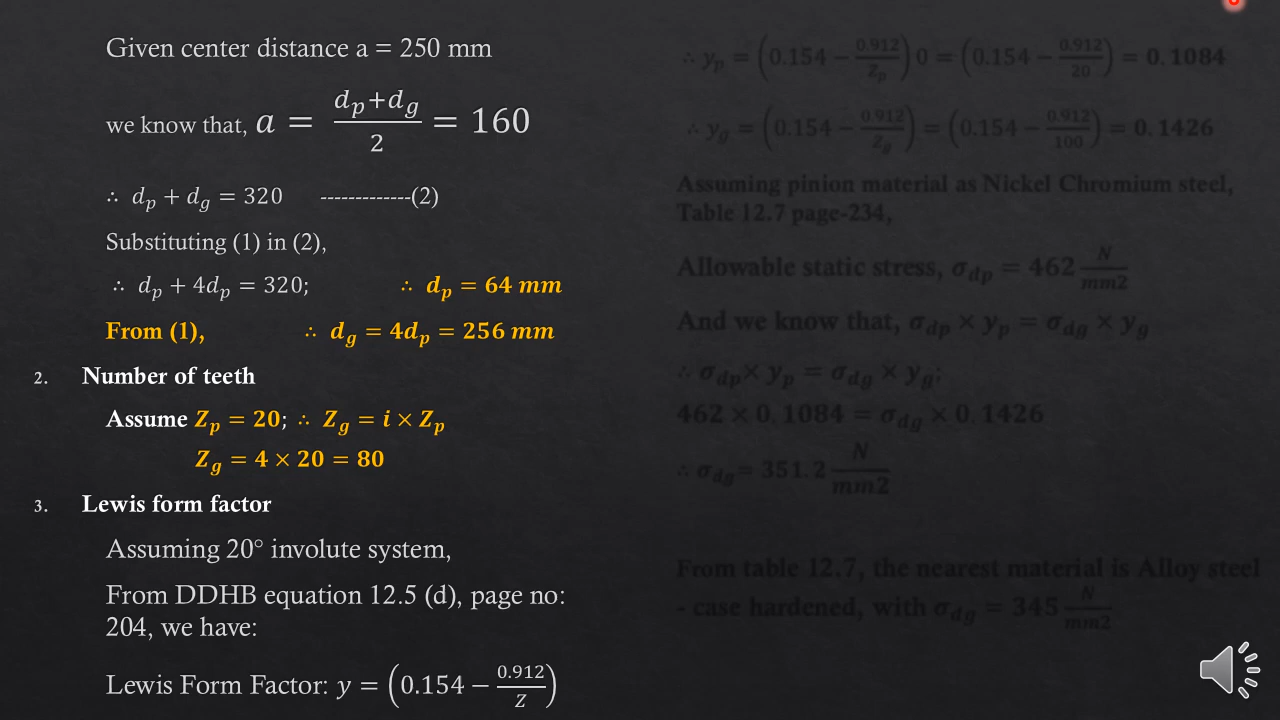 Given center distance a = 250 mm
we know that, a = (d_p+d_g)/2 = 160
∴ d_p + d_g = 320 -------------(2)
Substituting (1) in (2),
∴ d_p + 4d_p = 320; ∴ d_p = 64 mm
From (1), ∴ d_g = 4d_p = 256 mm
2. Number of teeth
Assume Z_p = 20; ∴ Z_g = i × Z_p
Z_g = 4 × 20 = 80
3. Lewis form factor
Assuming 20° involute system,
From DDHB equation 12.5 (d), page no:
204, we have:
Lewis Form Factor: y = (0.154 − 0.912/Z)
∴ y_p = (0.154 − 0.912/Z_p) 0 = (0.154 − 0.912/20) = 0.1084
∴ y_g = (0.154 − 0.912/Z_g) = (0.154 − 0.912/100) = 0.1426
Assuming pinion material as Nickel Chromium steel,
Table 12.7 page-234,
Allowable static stress, σ_dp = 462 N/mm2
And we know that, σ_dp × y_p = σ_dg × y_g
∴ σ_dp × y_p = σ_dg × y_g;
462 × 0.1084 = σ_dg × 0.1426
∴ σ_dg = 351.2 N/mm2
From table 12.7, the nearest material is Alloy steel
- case hardened, with σ_dg = 345 N/mm2